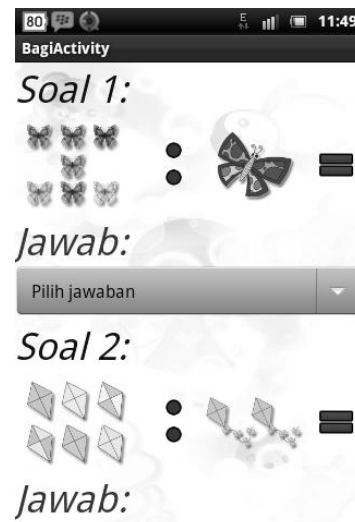 80 E 11:49
BagiActivity
Soal 1:
: =
Jawab:
Pilih jawaban
Soal 2:
: =
Jawab: